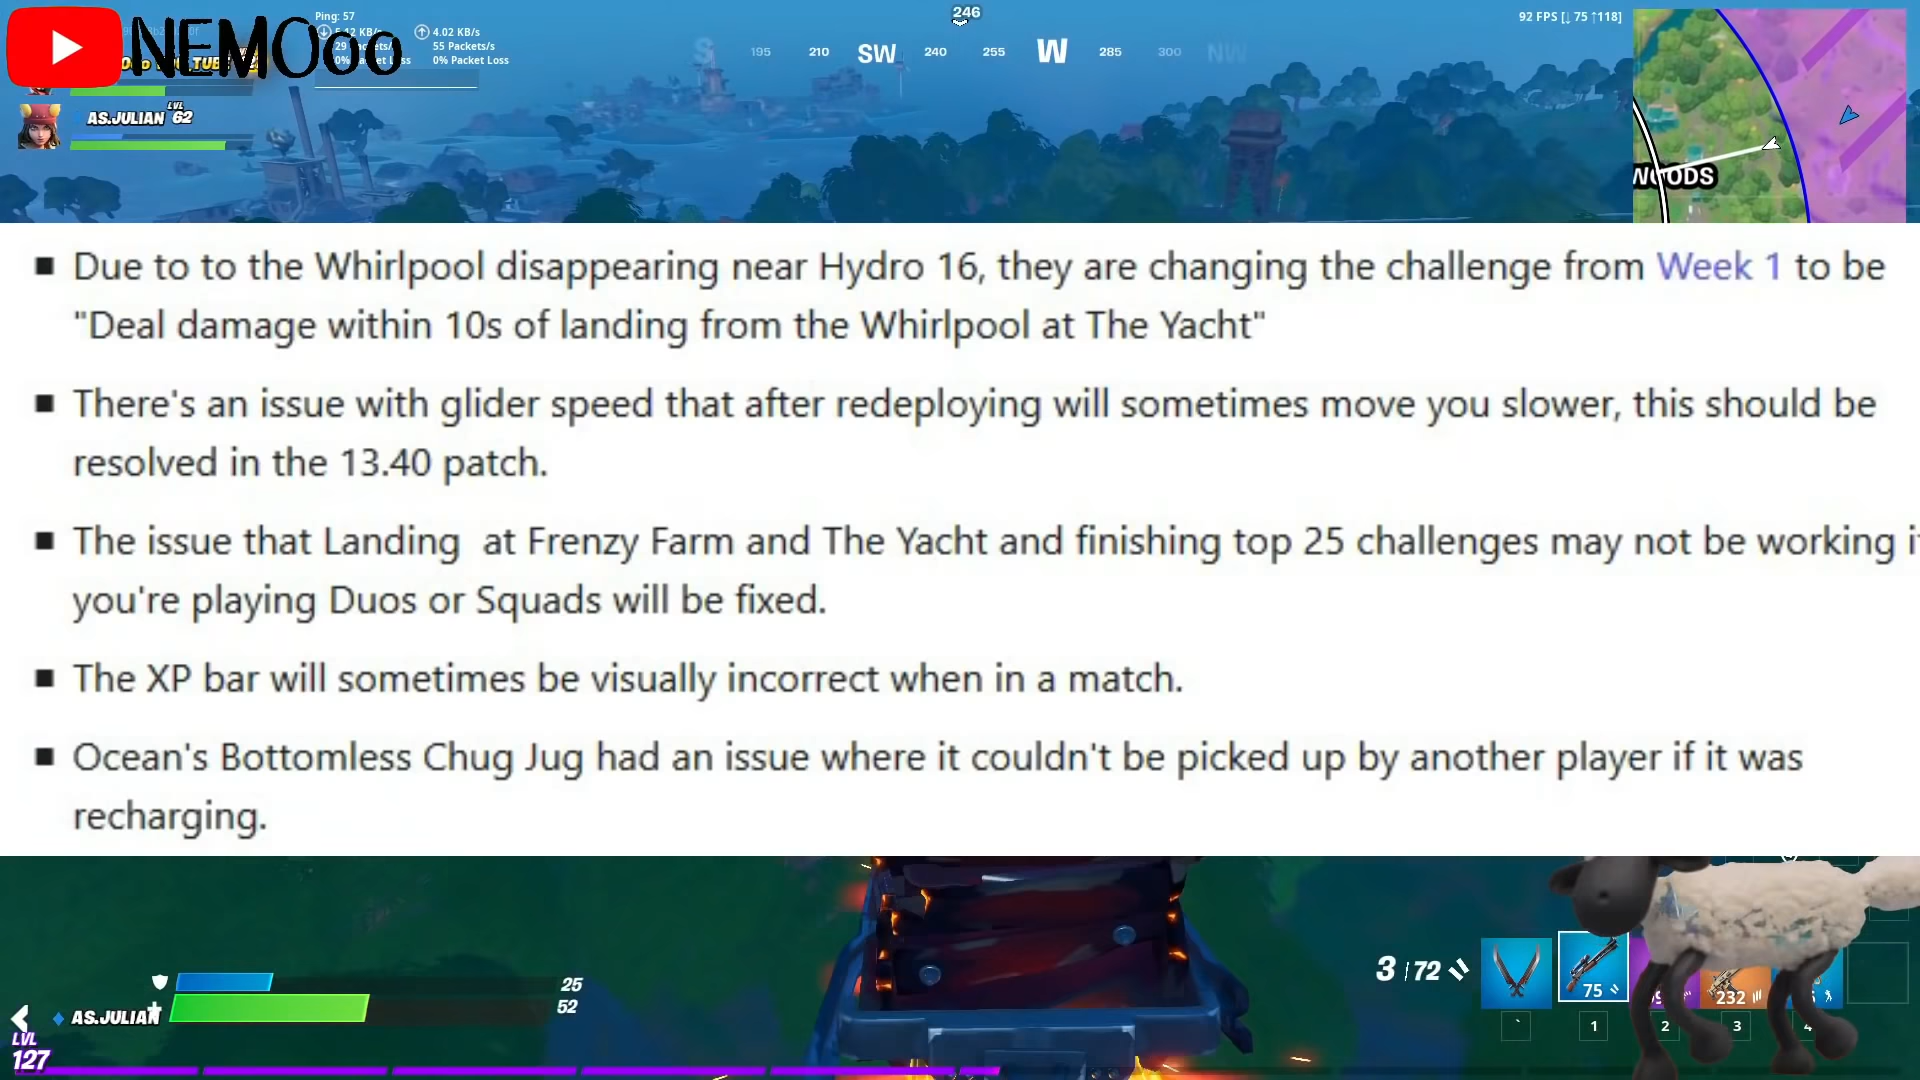 Ping: 57
92 FPS [↓75 ↑118]
246
NEMOoo
4.02 KB/s
55 Packets/s
0% Packet Loss
S 195 210 SW 240 255 W 285 300 NW
AS.JULIAN LVL 62
WOODS
■ Due to to the Whirlpool disappearing near Hydro 16, they are changing the challenge from Week 1 to be
"Deal damage within 10s of landing from the Whirlpool at The Yacht"
■ There's an issue with glider speed that after redeploying will sometimes move you slower, this should be
resolved in the 13.40 patch.
■ The issue that Landing at Frenzy Farm and The Yacht and finishing top 25 challenges may not be working
you're playing Duos or Squads will be fixed.
■ The XP bar will sometimes be visually incorrect when in a match.
■ Ocean's Bottomless Chug Jug had an issue where it couldn't be picked up by another player if it was
recharging.
3 / 72
25
52
75
232
AS.JULIAN
1 2 3 4
LVL
127